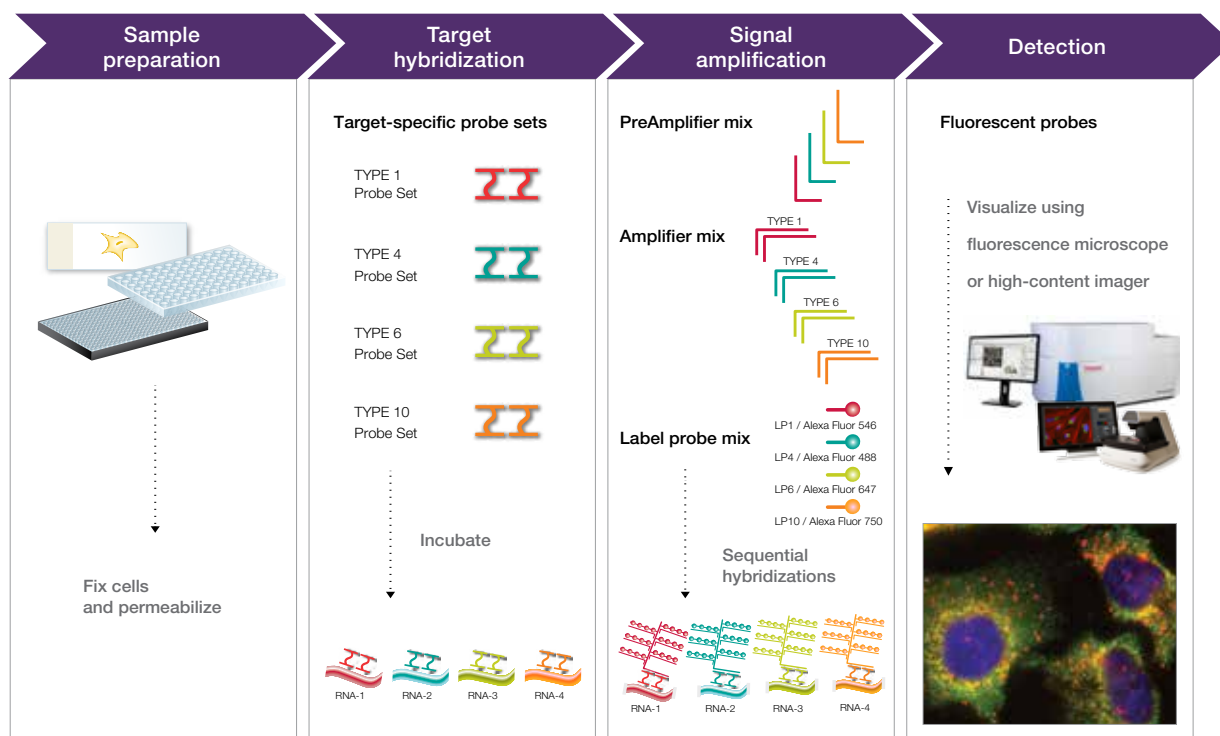 Sample
preparation
Target
hybridization
Signal
amplification
Detection
Fix cells
and permeabilize
Target-specific probe sets
TYPE 1
Probe Set
TYPE 4
Probe Set
TYPE 6
Probe Set
TYPE 10
Probe Set
Incubate
RNA-1
RNA-2
RNA-3
RNA-4
PreAmplifier mix
Amplifier mix
TYPE 1
TYPE 4
TYPE 6
TYPE 10
Label probe mix
LP1 / Alexa Fluor 546
LP4 / Alexa Fluor 488
LP6 / Alexa Fluor 647
LP10 / Alexa Fluor 750
Sequential
hybridizations
RNA-1
RNA-2
RNA-3
RNA-4
Fluorescent probes
Visualize using
fluorescence microscope
or high-content imager